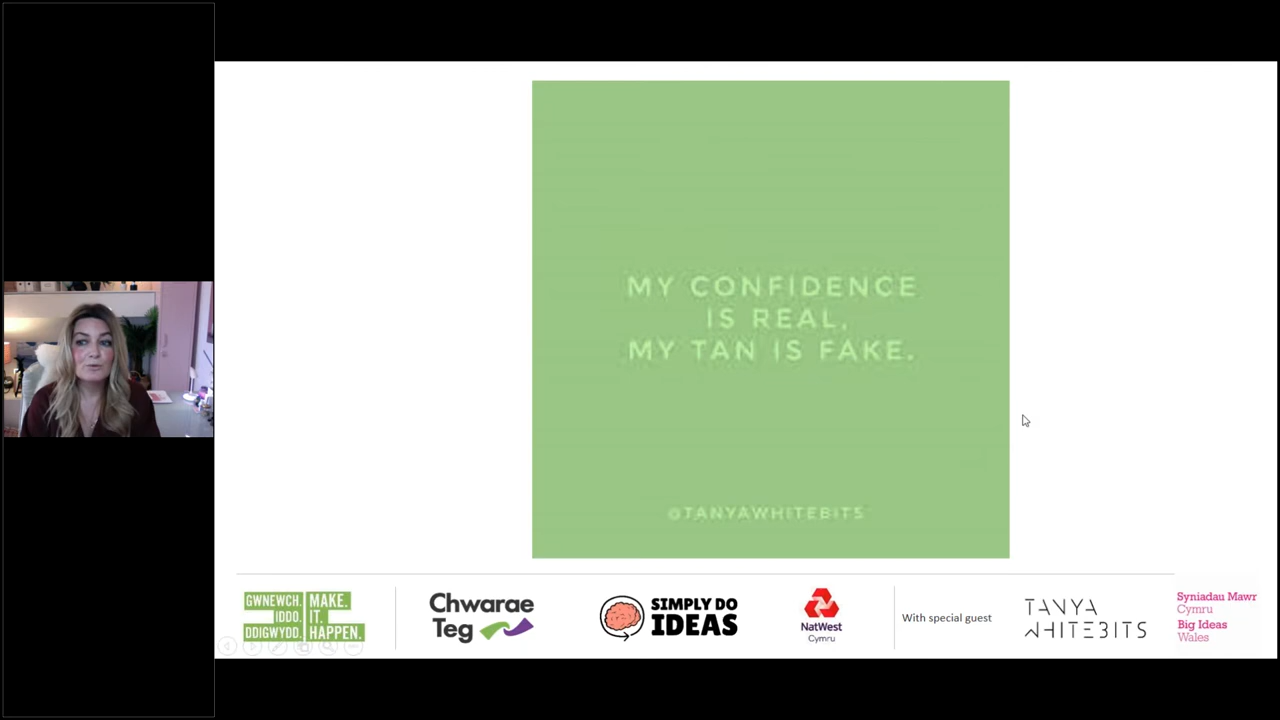 MY CONFIDENCE
IS REAL,
MY TAN IS FAKE.
@TANYAWHITEBITS
GWNEWCH.
IDDO.
DDIGWYDD.
MAKE.
IT.
HAPPEN.
Chwarae
Teg
SIMPLY DO
IDEAS
NatWest
Cymru
With special guest
TANYA
WHITEBITS
Syniadau Mawr
Cymru
Big Ideas
Wales